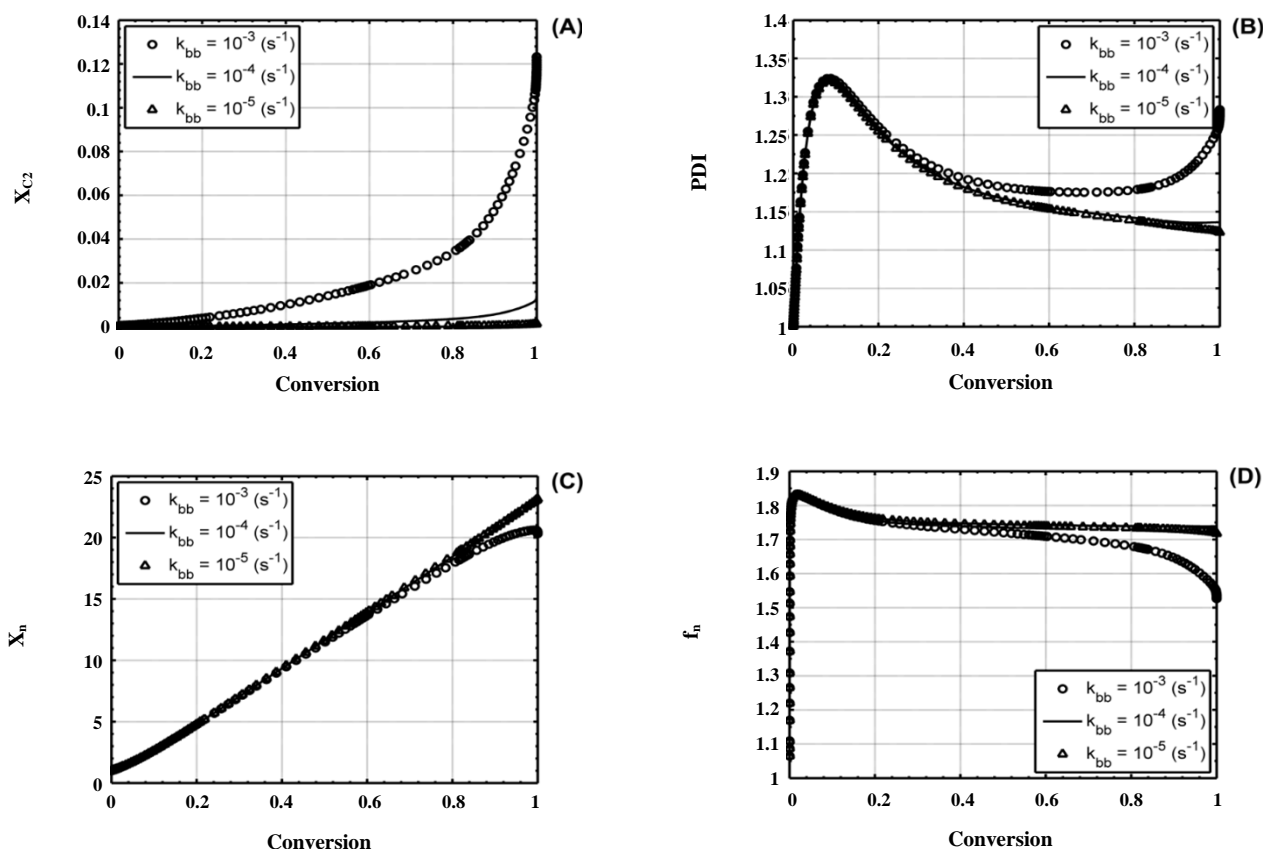 (A)
0.14
0.12
0.10
0.08
0.06
0.04
0.02
0
X_C2
k_bb = 10^-3 (s^-1)
k_bb = 10^-4 (s^-1)
k_bb = 10^-5 (s^-1)
0 0.2 0.4 0.6 0.8 1
Conversion
(B)
1.4
1.35
1.3
1.25
1.2
1.15
1.1
1.05
1
PDI
k_bb = 10^-3 (s^-1)
k_bb = 10^-4 (s^-1)
k_bb = 10^-5 (s^-1)
0 0.2 0.4 0.6 0.8 1
Conversion
(C)
25
20
15
10
5
0
X_n
k_bb = 10^-3 (s^-1)
k_bb = 10^-4 (s^-1)
k_bb = 10^-5 (s^-1)
0 0.2 0.4 0.6 0.8 1
Conversion
(D)
1.9
1.8
1.7
1.6
1.5
1.4
1.3
1.2
1.1
1
f_n
k_bb = 10^-3 (s^-1)
k_bb = 10^-4 (s^-1)
k_bb = 10^-5 (s^-1)
0 0.2 0.4 0.6 0.8 1
Conversion